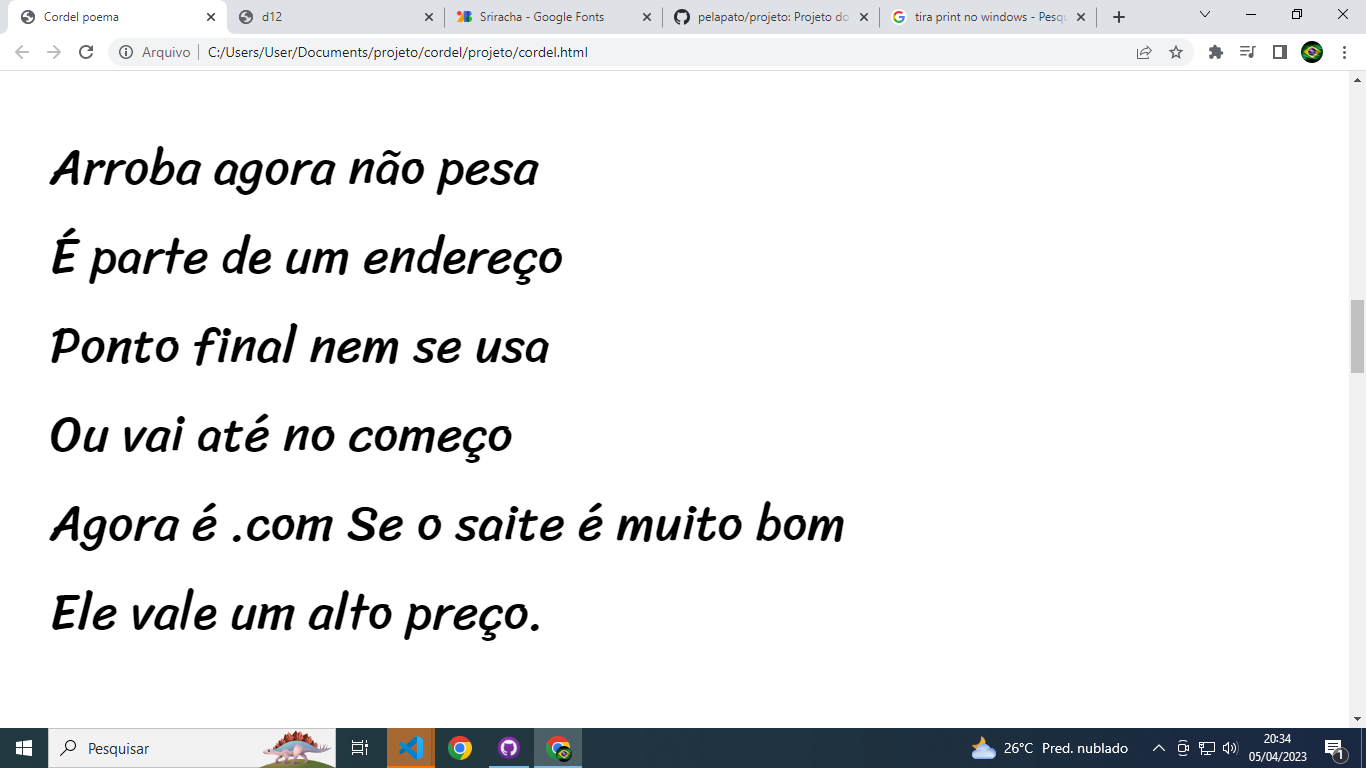 Cordel poema
d12
Sriracha - Google Fonts
pelapato/projeto: Projeto do
tira print no windows - Pesqu
Arquivo
C:/Users/User/Documents/projeto/cordel/projeto/cordel.html
Arroba agora não pesa
É parte de um endereço
Ponto final nem se usa
Ou vai até no começo
Agora é .com Se o saite é muito bom
Ele vale um alto preço.
Pesquisar
26°C Pred. nublado
20:34
05/04/2023
1